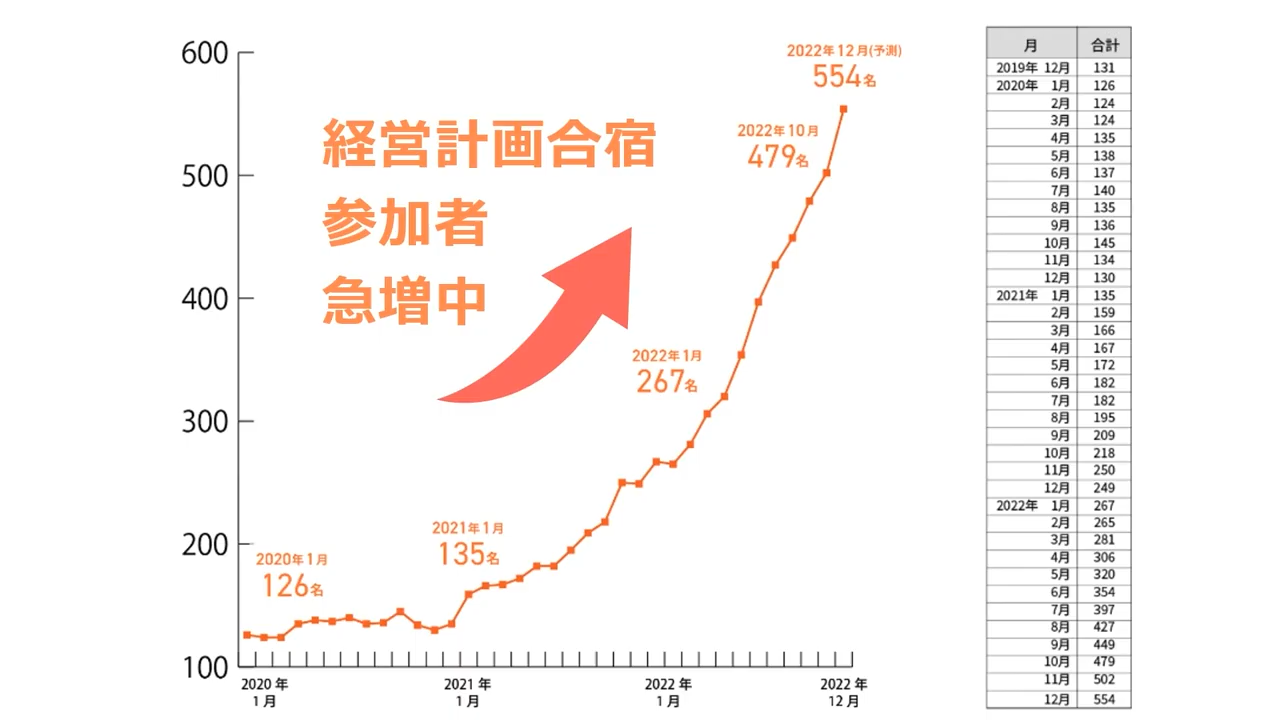 600
500
400
300
200
100
経営計画合宿
参加者
急増中
2020年1月
126名
2021年1月
135名
2022年1月
267名
2022年10月
479名
2022年12月(予測)
554名
2020年
1月
2021年
1月
2022年
1月
2022年
12月
月 合計
2019年 12月 131
2020年 1月 126
2月 124
3月 124
4月 135
5月 138
6月 137
7月 140
8月 135
9月 136
10月 145
11月 134
12月 130
2021年 1月 135
2月 159
3月 166
4月 167
5月 172
6月 182
7月 182
8月 195
9月 209
10月 218
11月 250
12月 249
2022年 1月 267
2月 265
3月 281
4月 306
5月 320
6月 354
7月 397
8月 427
9月 449
10月 479
11月 502
12月 554